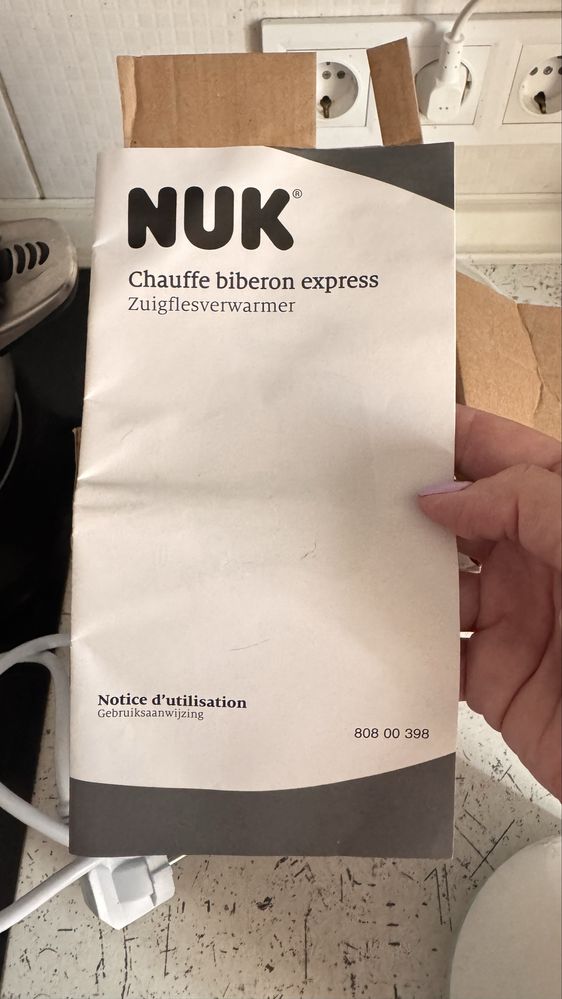 NUK®
Chauffe biberon express
Zuigflesverwarmer
Notice d'utilisation
Gebruiksaanwijzing
808 00 398